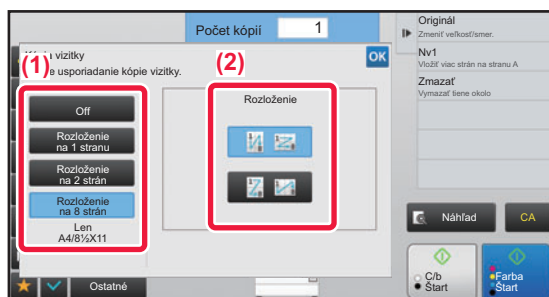 Počet kópií 1
Originál
Zmeniť veľkosť/smer.
Nv1
Vložiť viac strán na stranu A
Zmazať
Vymazať tiene okolo
vizitky
OK
(1)
(2)
usporiadanie kópie vizitky.
Off
Rozloženie
na 1 stranu
Rozloženie
na 2 strán
Rozloženie
na 8 strán
Len
A4/8½X11
Rozloženie
Náhľad
CA
C/b
Štart
Farba
Štart
Ostatné